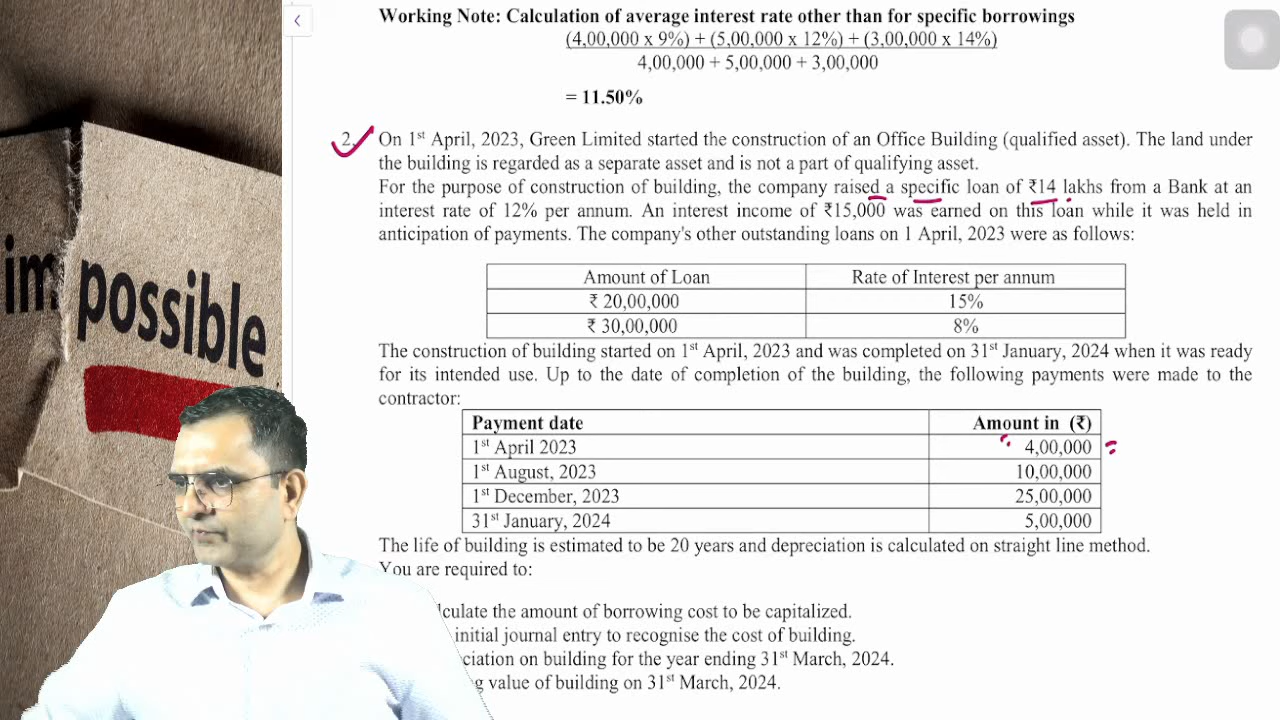 Working Note: Calculation of average interest rate other than for specific borrowings
(4,00,000 x 9%) + (5,00,000 x 12%) + (3,00,000 x 14%)
4,00,000 + 5,00,000 + 3,00,000
= 11.50%
2. On 1st April, 2023, Green Limited started the construction of an Office Building (qualified asset). The land under
the building is regarded as a separate asset and is not a part of qualifying asset.
For the purpose of construction of building, the company raised a specific loan of ₹14 lakhs from a Bank at an
interest rate of 12% per annum. An interest income of ₹15,000 was earned on this loan while it was held in
anticipation of payments. The company's other outstanding loans on 1 April, 2023 were as follows:
Amount of Loan Rate of Interest per annum
₹ 20,00,000 15%
₹ 30,00,000 8%
The construction of building started on 1st April, 2023 and was completed on 31st January, 2024 when it was ready
for its intended use. Up to the date of completion of the building, the following payments were made to the
contractor:
Payment date Amount in (₹)
1st April 2023 4,00,000
1st August, 2023 10,00,000
1st December, 2023 25,00,000
31st January, 2024 5,00,000
The life of building is estimated to be 20 years and depreciation is calculated on straight line method.
You are required to:
lculate the amount of borrowing cost to be capitalized.
initial journal entry to recognise the cost of building.
ciation on building for the year ending 31st March, 2024.
g value of building on 31st March, 2024.
im possible